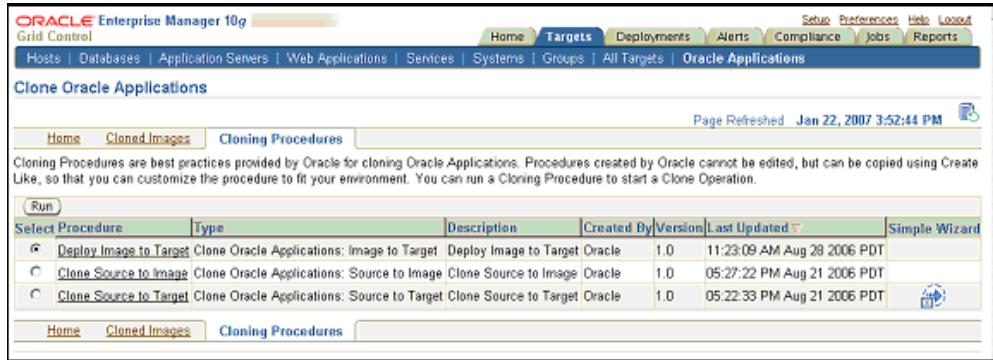 ORACLE Enterprise Manager 10g
Grid Control
Setup Preferences Help Logout
Home Targets Deployments Alerts Compliance Jobs Reports
Hosts | Databases | Application Servers | Web Applications | Services | Systems | Groups | All Targets | Oracle Applications
Clone Oracle Applications
Page Refreshed Jan 22, 2007 3:52:44 PM
Home Cloned Images Cloning Procedures
Cloning Procedures are best practices provided by Oracle for cloning Oracle Applications. Procedures created by Oracle cannot be edited, but can be copied using Create
Like, so that you can customize the procedure to fit your environment. You can run a Cloning Procedure to start a Clone Operation.
Run
Select Procedure Type Description Created By Version Last Updated Simple Wizard
Deploy Image to Target Clone Oracle Applications: Image to Target Deploy Image to Target Oracle 1.0 11:23:09 AM Aug 28 2006 PDT
Clone Source to Image Clone Oracle Applications: Source to Image Clone Source to Image Oracle 1.0 05:27:22 PM Aug 21 2006 PDT
Clone Source to Target Clone Oracle Applications: Source to Target Clone Source to Target Oracle 1.0 05:22:33 PM Aug 21 2006 PDT
Home Cloned Images Cloning Procedures